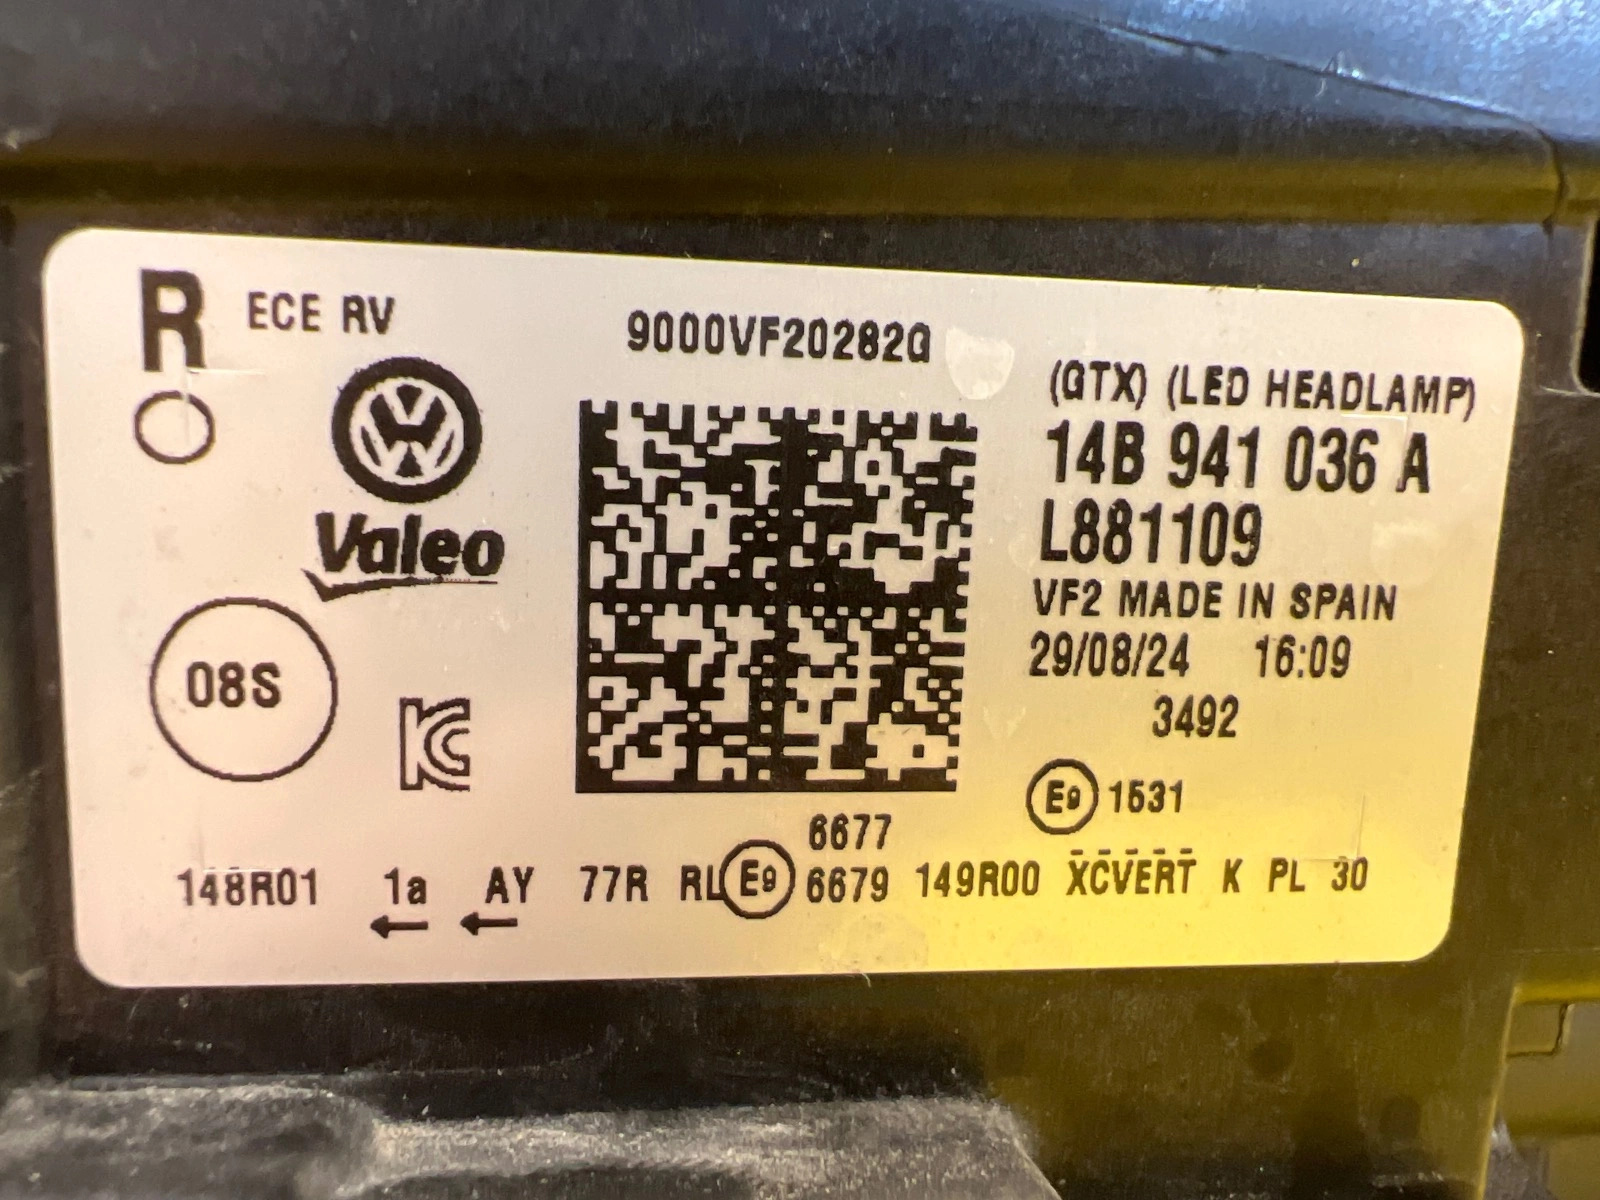 R ECE RV
9000VF20282G
Valeo
08S
(GTX) (LED HEADLAMP)
14B 941 036 A
L881109
VF2 MADE IN SPAIN
29/08/24 16:09
3492
E9 1531
6677
148R01 1a AY 77R RL E9 6679 149R00 XCVERT K PL 30